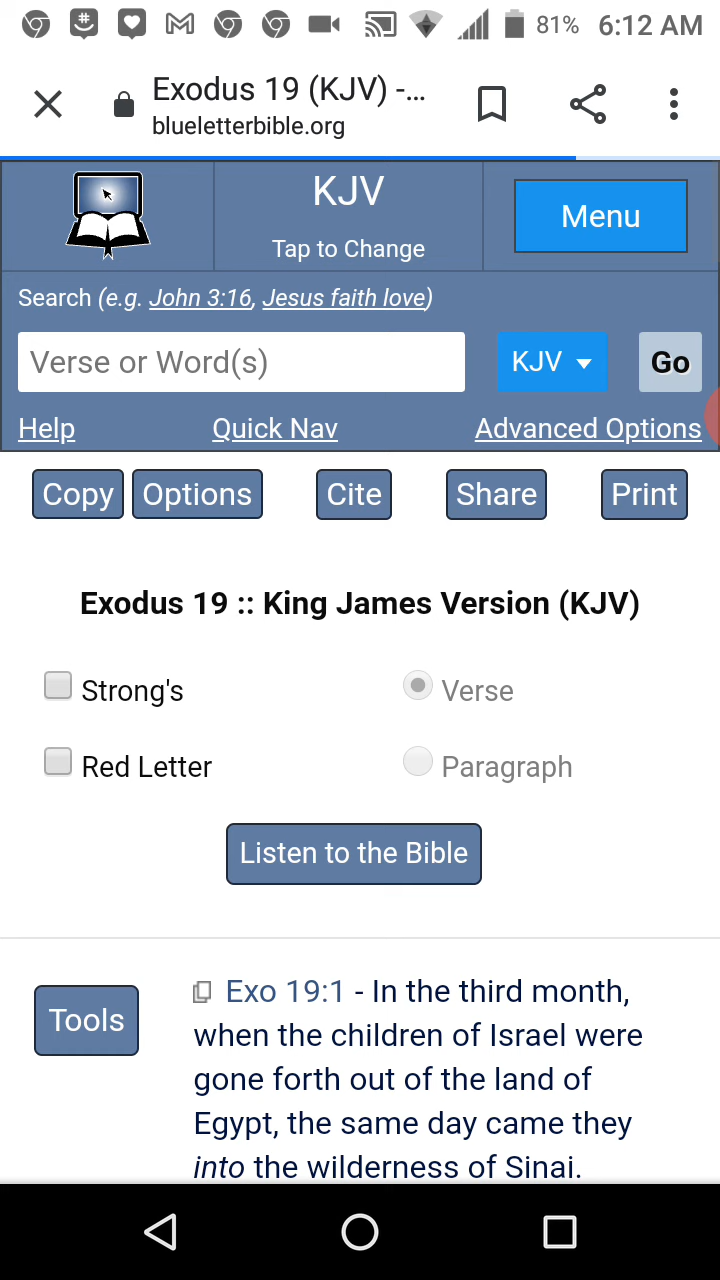 81% 6:12 AM
Exodus 19 (KJV) -...
blueletterbible.org
KJV
Tap to Change
Menu
Search (e.g. John 3:16, Jesus faith love)
Verse or Word(s)
KJV
Go
Help Quick Nav Advanced Options
Copy Options Cite Share Print
Exodus 19 :: King James Version (KJV)
Strong's Verse
Red Letter Paragraph
Listen to the Bible
Tools
Exo 19:1 - In the third month,
when the children of Israel were
gone forth out of the land of
Egypt, the same day came they
into the wilderness of Sinai.